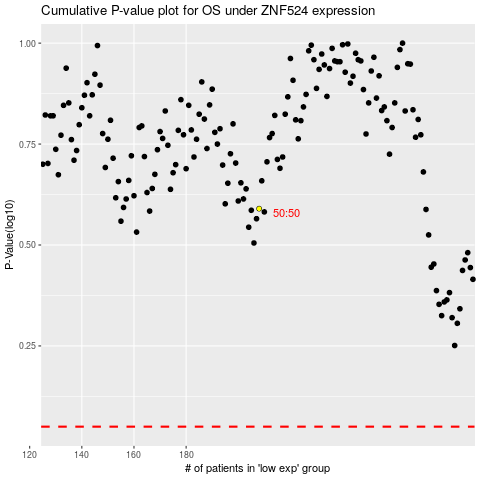 Cumulative P-value plot for OS under ZNF524 expression
P-Value(log10)
1.00
0.75
0.50
0.25
50:50
120 140 160 180
# of patients in 'low exp' group